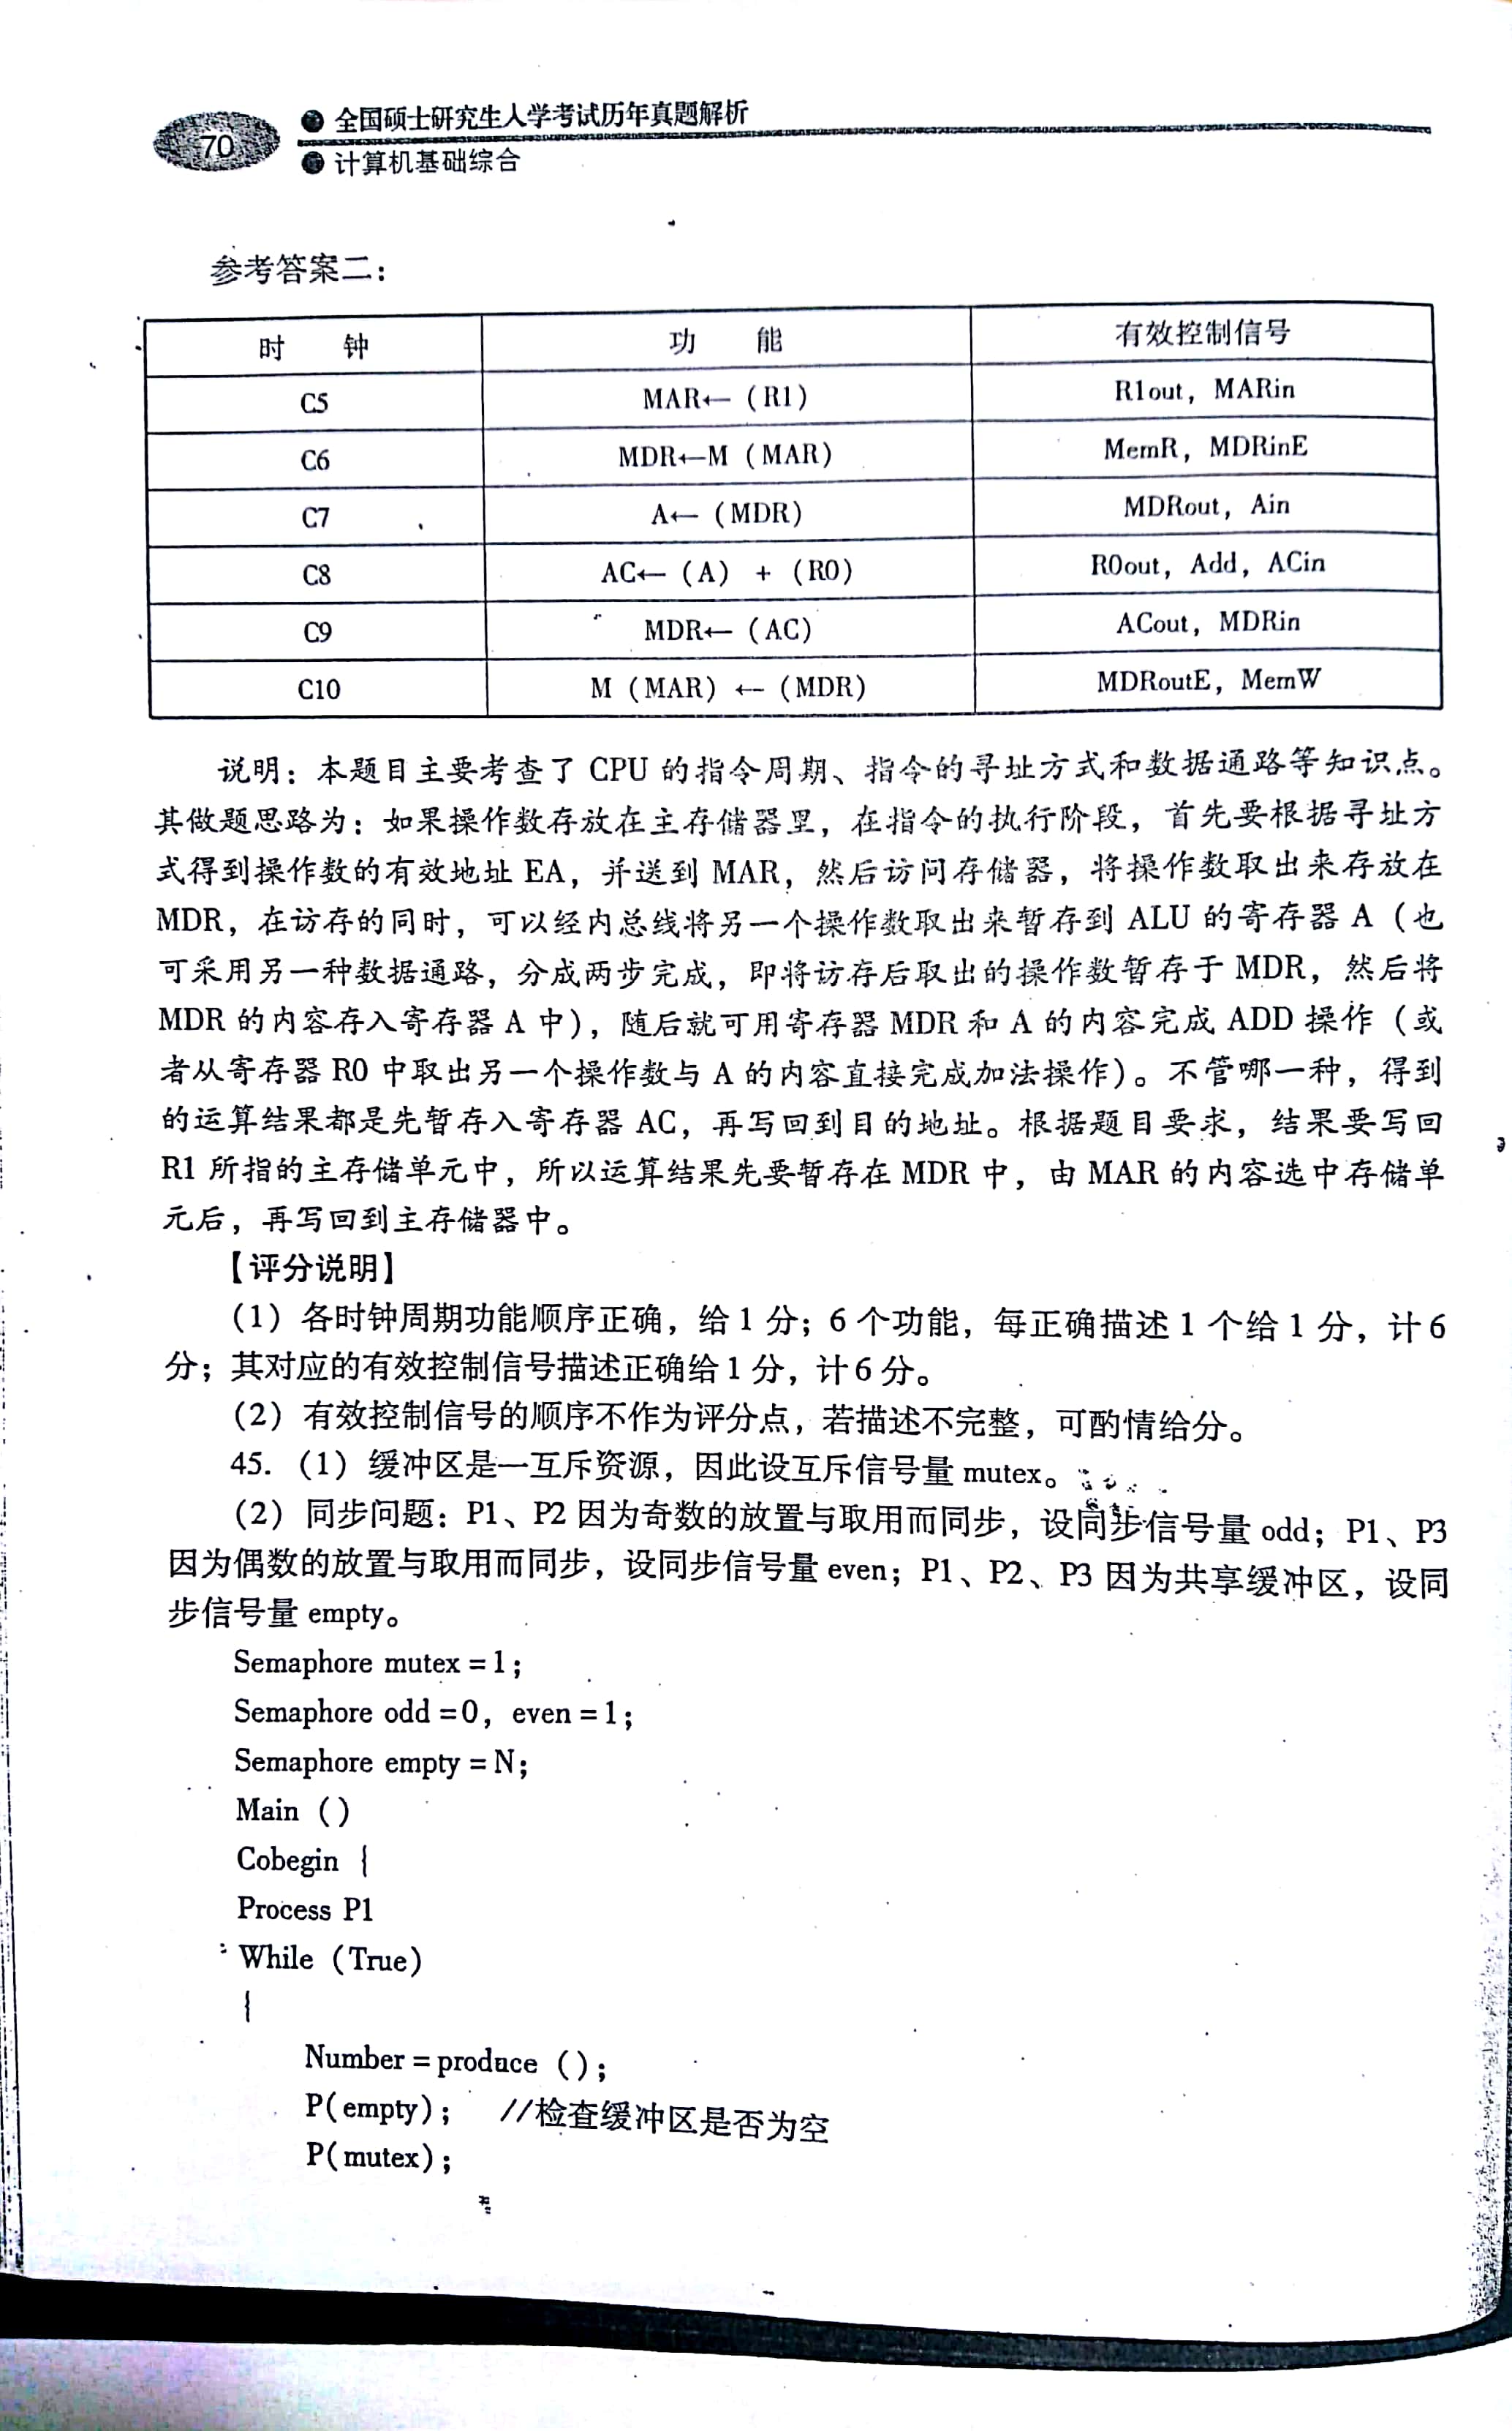 70
全国硕士研究生入学考试历年真题解析
计算机基础综合
参考答案二：
时 钟 功 能 有效控制信号
C5 MAR←（R1） R1out，MARin
C6 MDR←M（MAR） MemR，MDRinE
C7 A←（MDR） MDRout，Ain
C8 AC←（A）+（R0） R0out，Add，ACin
C9 MDR←（AC） ACout，MDRin
C10 M（MAR）←（MDR） MDRoutE，MemW
说明：本题目主要考查了 CPU 的指令周期、指令的寻址方式和数据通路等知识点。
其做题思路为：如果操作数存放在主存储器里，在指令的执行阶段，首先要根据寻址方
式得到操作数的有效地址 EA，并送到 MAR，然后访问存储器，将操作数取出来存放在
MDR，在访存的同时，可以经内总线将另一个操作数取出来暂存到 ALU 的寄存器 A（也
可采用另一种数据通路，分成两步完成，即将访存后取出的操作数暂存于 MDR，然后将
MDR 的内容存入寄存器 A 中），随后就可用寄存器 MDR 和 A 的内容完成 ADD 操作（或
者从寄存器 R0 中取出另一个操作数与 A 的内容直接完成加法操作）。不管哪一种，得到
的运算结果都是先暂存入寄存器 AC，再写回到目的地址。根据题目要求，结果要写回
R1 所指的主存储单元中，所以运算结果先要暂存在 MDR 中，由 MAR 的内容选中存储单
元后，再写回到主存储器中。
【评分说明】
（1）各时钟周期功能顺序正确，给 1 分；6 个功能，每正确描述 1 个给 1 分，计 6
分；其对应的有效控制信号描述正确给 1 分，计 6 分。
（2）有效控制信号的顺序不作为评分点，若描述不完整，可酌情给分。
45.（1）缓冲区是一互斥资源，因此设互斥信号量 mutex。
（2）同步问题：P1、P2 因为奇数的放置与取用而同步，设同步信号量 odd；P1、P3
因为偶数的放置与取用而同步，设同步信号量 even；P1、P2、P3 因为共享缓冲区，设同
步信号量 empty。
Semaphore mutex = 1；
Semaphore odd = 0，even = 1；
Semaphore empty = N；
Main（）
Cobegin {
Process P1
While（True）
{
Number = produce（）；
P(empty)； //检查缓冲区是否为空
P(mutex)；